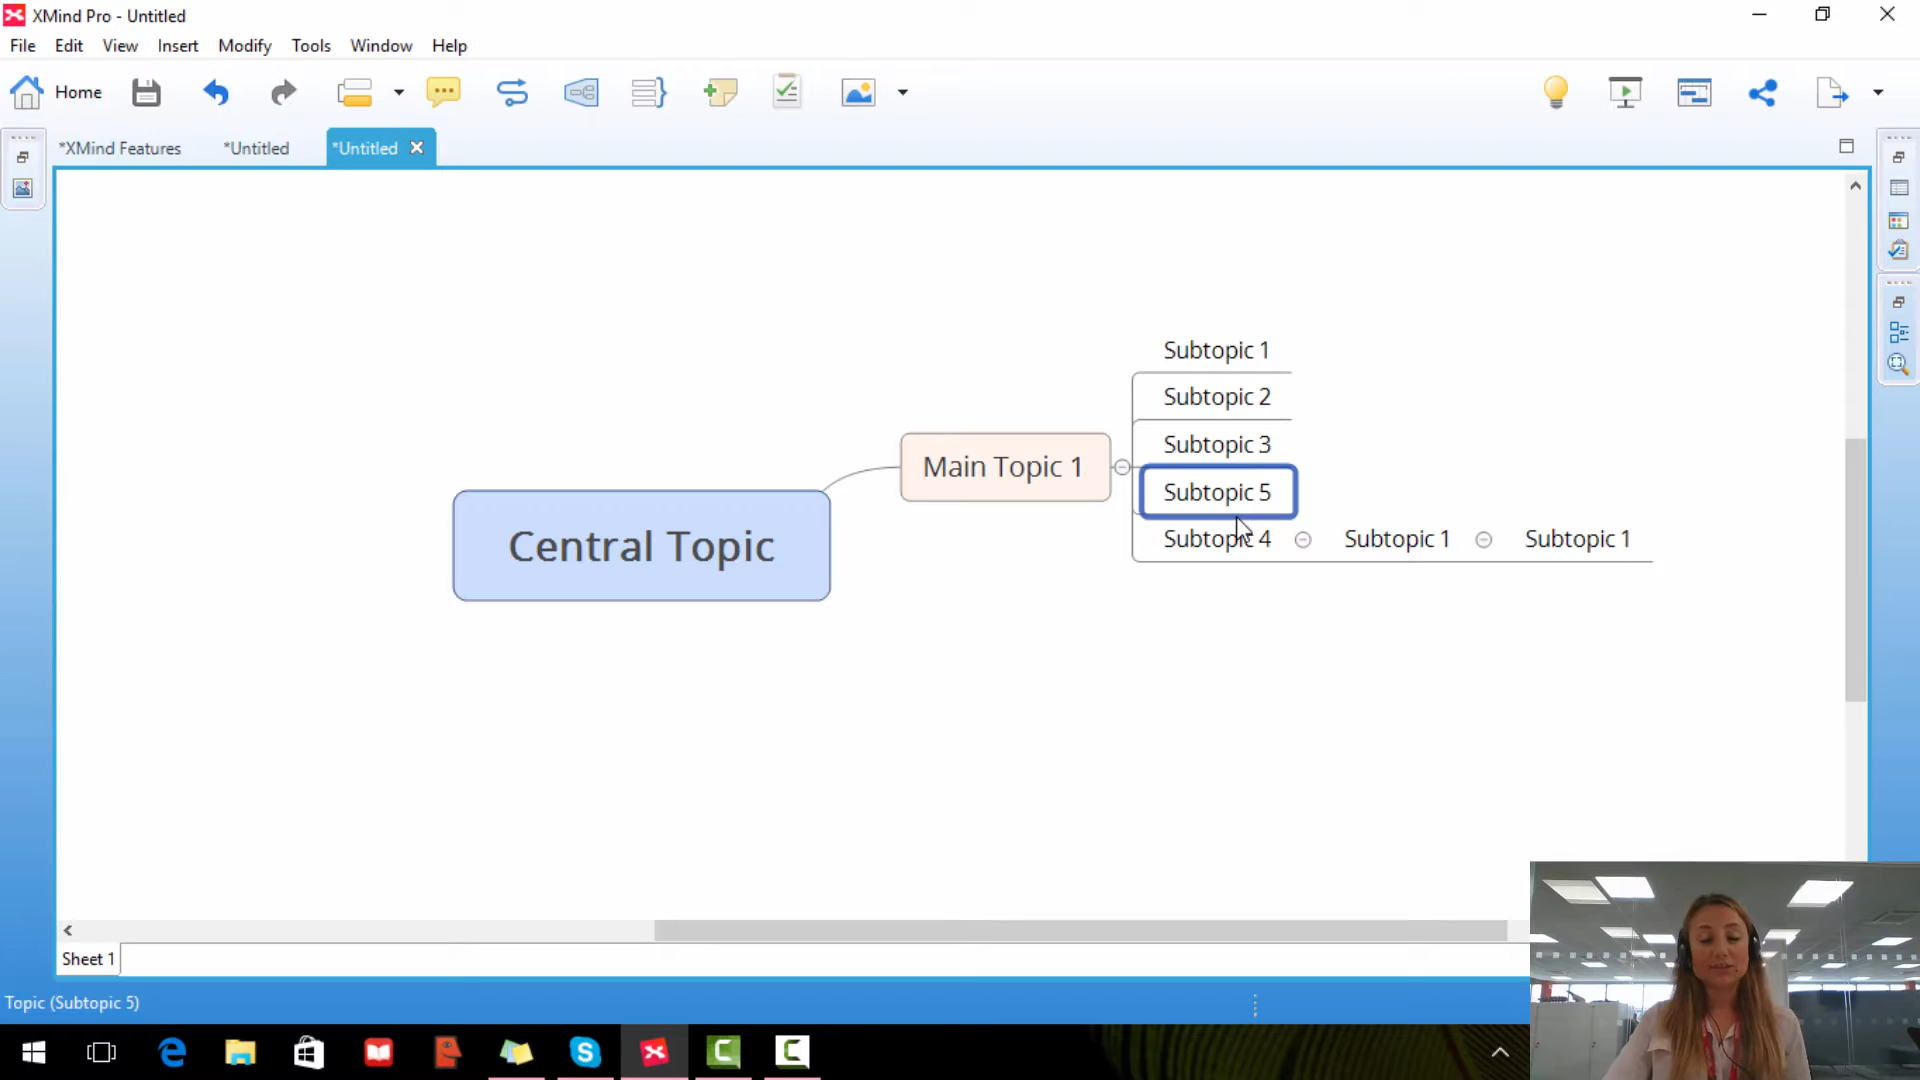 XMind Pro - Untitled
File Edit View Insert Modify Tools Window Help
Home
*XMind Features *Untitled *Untitled
Subtopic 1
Subtopic 2
Subtopic 3
Main Topic 1
Subtopic 5
Central Topic
Subtopic 4 Subtopic 1 Subtopic 1
Sheet 1
Topic (Subtopic 5)